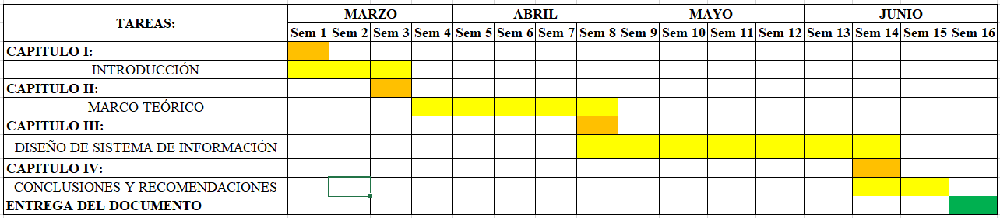 TAREAS: MARZO ABRIL MAYO JUNIO
Sem 1 Sem 2 Sem 3 Sem 4 Sem 5 Sem 6 Sem 7 Sem 8 Sem 9 Sem 10 Sem 11 Sem 12 Sem 13 Sem 14 Sem 15 Sem 16
CAPITULO I:
INTRODUCCIÓN
CAPITULO II:
MARCO TEÓRICO
CAPITULO III:
DISEÑO DE SISTEMA DE INFORMACIÓN
CAPITULO IV:
CONCLUSIONES Y RECOMENDACIONES
ENTREGA DEL DOCUMENTO